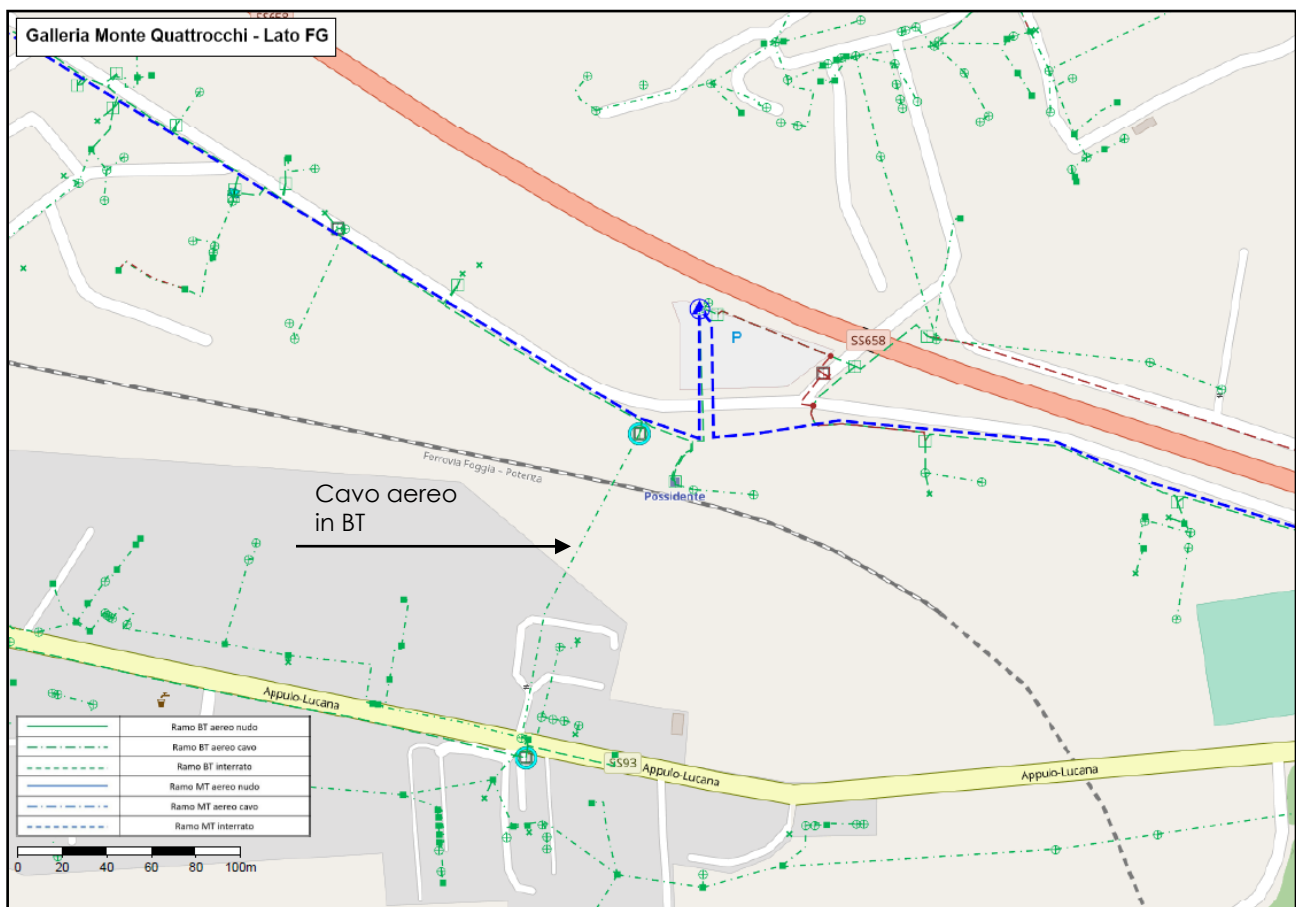 SS658
Galleria Monte Quattrocchi - Lato FG
P
SS658
Ferrovia Foggia - Potenza
Possidente
Cavo aereo
in BT
Appulo-Lucana
SS93
Appulo-Lucana
Appulo-Lucana
Ramo BT aereo nudo
Ramo BT aereo cavo
Ramo BT interrato
Ramo MT aereo nudo
Ramo MT aereo cavo
Ramo MT interrato
0 20 40 60 80 100m